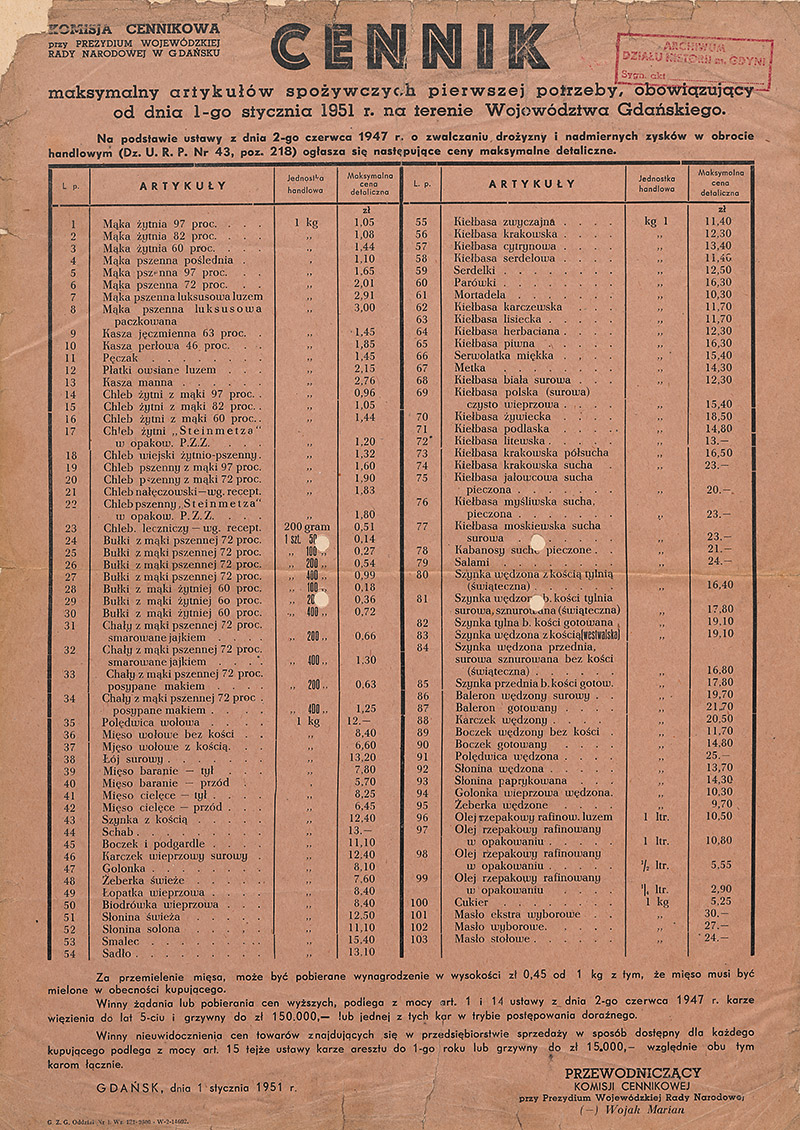 KOMISJA CENNIKOWA
przy PREZYDIUM WOJEWÓDZKIEJ
RADY NARODOWEJ W GDAŃSKU
CENNIK
ARCHIWUM
DZIAŁU HISTORII m. GDYNI
Sygn. akt
maksymalny artykułów spożywczych pierwszej potrzeby, obowiązujący
od dnia 1-go stycznia 1951 r. na terenie Województwa Gdańskiego.
Na podstawie ustawy z dnia 2-go czerwca 1947 r. o zwalczaniu drożyzny i nadmiernych zysków w obrocie
handlowym (Dz. U. R. P. Nr 43, poz. 218) ogłasza się następujące ceny maksymalne detaliczne.
L. p. ARTYKUŁY Jednostka handlowa Maksymalna cena detaliczna
zł
1 Mąka żytnia 97 proc. . . . 1 kg 1,05
2 Mąka żytnia 82 proc. . . . ,, 1,08
3 Mąka żytnia 60 proc. . . . ,, 1,44
4 Mąka pszenna poślednia . ,, 1,10
5 Mąka pszenna 97 proc. . . ,, 1,65
6 Mąka pszenna 72 proc. . . ,, 2,01
7 Mąka pszenna luksusowa luzem ,, 2,91
8 Mąka pszenna luksusowa ,, 3,00
paczkowana
9 Kasza jęczmienna 63 proc. . ,, 1,45
10 Kasza perłowa 46 proc. . . ,, 1,85
11 Pęczak . . . . . . ,, 1,45
12 Płatki owsiane luzem . . . ,, 2,15
13 Kasza manna . . . . . ,, 2,76
14 Chleb żytni z mąki 97 proc. . ,, 0,96
15 Chleb żytni z mąki 82 proc. . ,, 1,05
16 Chleb żytni z mąki 60 proc. . ,, 1,44
17 Chleb żytni „Steinmetza"
w opakow. P.Z.Z. . . . ,, 1,20
18 Chleb wiejski żytnio-pszenny. ,, 1,32
19 Chleb pszenny z mąki 97 proc. ,, 1,60
20 Chleb pszenny z mąki 72 proc. ,, 1,90
21 Chleb nałęczowski—wg. recept. ,, 1,83
22 Chleb pszenny „Steinmetza"
w opakow. P.Z.Z. . . . ,, 1,80
23 Chleb. leczniczy — wg. recept. 200 gram 0,51
24 Bułki z mąki pszennej 72 proc. 1 szt. 0.14
25 Bułki z mąki pszennej 72 proc. ,, 100 ,, 0.27
26 Bułki z mąki pszennej 72 proc. ,, 200 ,, 0,54
27 Bułki z mąki pszennej 72 proc. ,, 400 ,, 0,99
28 Bułki z mąki żytniej 60 proc. ,, 100 ,, 0.18
29 Bułki z mąki żytniej 60 proc. ,, 0,36
30 Bułki z mąki żytniej 60 proc. ,, 400 ,, 0,72
31 Chały z mąki pszennej 72 proc.
smarowane jajkiem . . . . ,, 200 ,, 0,66
32 Chały z mąki pszennej 72 proc.
smarowane jajkiem . . . . ,, 400 ,, 1.30
33 Chały z mąki pszennej 72 proc.
posypane makiem . . . . ,, 200 ,, 0,63
34 Chały z mąki pszennej 72 proc .
posypane makiem . . . . ,, 400 ,, 1,25
35 Polędwica wołowa . . . . 1 kg 12.—
36 Mięso wołowe bez kości . . ,, 8,40
37 Mięso wołowe z kością. . . ,, 6,60
38 Łój surowy . . . . . . ,, 13,20
39 Mięso baranie — tył . . . ,, 7,80
40 Mięso baranie — przód . . 5.70
41 Mięso cielęce — tył . . . . ,, 8,25
42 Mięso cielęce — przód . . . ,, 6,45
43 Szynka z kością . . . . . ,, 12,40
44 Schab . . . . . . . . ,, 13.—
45 Boczek i podgardle . . . . ,, 11,10
46 Karczek wieprzowy surowy . ,, 12,40
47 Golonka . . . . . . . ,, 8,10
48 Żeberka świeże . . . . . ,, 7,60
49 Łopatka wieprzowa . . . . ,, 8,40
50 Biodrówka wieprzowa . . . ,, 8,40
51 Słonina świeża . . . . . ,, 12.50
52 Słonina solona . . . . . ,, 11,10
53 Smalec . . . . . . . ,, 15,40
54 Sadło . . . . . . . . ,, 13.10
L. p. ARTYKUŁY Jednostka handlowa Maksymalna cena detaliczna
zł
55 Kiełbasa zwyczajna . . . . kg 1 11,40
56 Kiełbasa krakowska . . . . ,, 12,30
57 Kiełbasa cytrynowa . . . . ,, 13,40
58 Kiełbasa serdelowa . . . . ,, 11,40
59 Serdelki . . . . . . . ,, 12,50
60 Parówki . . . . . . . ,, 16,30
61 Mortadela . . . . . . . ,, 10,30
62 Kiełbasa karczewska . . . ,, 11.70
63 Kiełbasa lisiecka . . . . ,, 11,70
64 Kiełbasa herbaciana . . . . ,, 12.30
65 Kiełbasa piwna . . . . . ,, 16,30
66 Serwolatka miękka . . . . ,, 15,40
67 Metka . . . . . . . . ,, 14,30
68 Kiełbasa biała surowa . . . ,, 12,30
69 Kiełbasa polska (surowa)
czysto wieprzowa . . . . ,, 15,40
70 Kiełbasa żywiecka . . . . ,, 18,50
71 Kiełbasa podlaska . . . . ,, 14,80
72 Kiełbasa litewska . . . . . ,, 13.—
73 Kiełbasa krakowska półsucha ,, 16,50
74 Kiełbasa krakowska sucha . ,, 23.—
75 Kiełbasa jałowcowa sucha
pieczona . . . . . . . ,, 20.—
76 Kiełbasa myśliwska sucha,
pieczona . . . . . . . ,, 23.—
77 Kiełbasa moskiewska sucha
surowa . . . . . . ,, 23.—
78 Kabanosy suche pieczone . . ,, 21.—
79 Salami . . . . . . . . ,, 24.—
80 Szynka wędzona z kością tylnia
(świąteczna) . . . . . . ,, 16,40
81 Szynka wędzona b. kości tylnia
surowa, sznurowana (świąteczna) ,, 17.80
82 Szynka tylna b. kości gotowana . ,, 19.10
83 Szynka wędzona z kością (westwalska) ,, 19,10
84 Szynka wędzona przednia,
surowa sznurowana bez kości
(świąteczna) . . . . . . ,, 16.80
85 Szynka przednia b. kości gotow. ,, 17.80
86 Baleron wędzony surowy . . ,, 19,70
87 Baleron gotowany . . . . ,, 21.70
88 Karczek wędzony . . . . ,, 20,50
89 Boczek wędzony bez kości . ,, 11,70
90 Boczek gotowany . . . . ,, 14,80
91 Polędwica wędzona . . . . ,, 25.—
92 Słonina wędzona . . . . . ,, 13,70
93 Słonina paprykowana . . . ,, 14,30
94 Golonka wieprzowa wędzona. ,, 10,30
95 Żeberka wędzone . . . . ,, 9,70
96 Olej rzepakowy rafinow. luzem 1 ltr. 10,50
97 Olej rzepakowy rafinowany
w opakowaniu . . . . . 1 ltr. 10,80
98 Olej rzepakowy rafinowany
w opakowaniu . . . . . ½ ltr. 5,55
99 Olej rzepakowy rafinowany
w opakowaniu . . . . ¼ ltr. 2,90
100 Cukier . . . . . . . . 1 kg 5,25
101 Masło ekstra wyborowe . . ,, 30.—
102 Masło wyborowe. . . . . ,, 27.—
103 Masło stołowe . . . . . . ,, 24.—
Za przemielenie mięsa, może być pobierane wynagrodzenie w wysokości zł 0,45 od 1 kg z tym, że mięso musi być
mielone w obecności kupującego.
Winny żądania lub pobierania cen wyższych, podlega z mocy art. 1 i 14 ustawy z dnia 2-go czerwca 1947 r. karze
więzienia do lat 5-ciu i grzywny do zł 150.000,— lub jednej z tych kar w trybie postępowania doraźnego.
Winny nieuwidocznienia cen towarów znajdujących się w przedsiębiorstwie sprzedaży w sposób dostępny dla każdego
kupującego podlega z mocy art. 15 tejże ustawy karze aresztu do 1-go roku lub grzywny do zł 15.000,— względnie obu tym
karom łącznie.
GDAŃSK, dnia 1 stycznia 1951 r.
PRZEWODNICZĄCY
KOMISJI CENNIKOWEJ
przy Prezydium Wojewódzkiej Rady Narodowej
(—) Wojak Marian